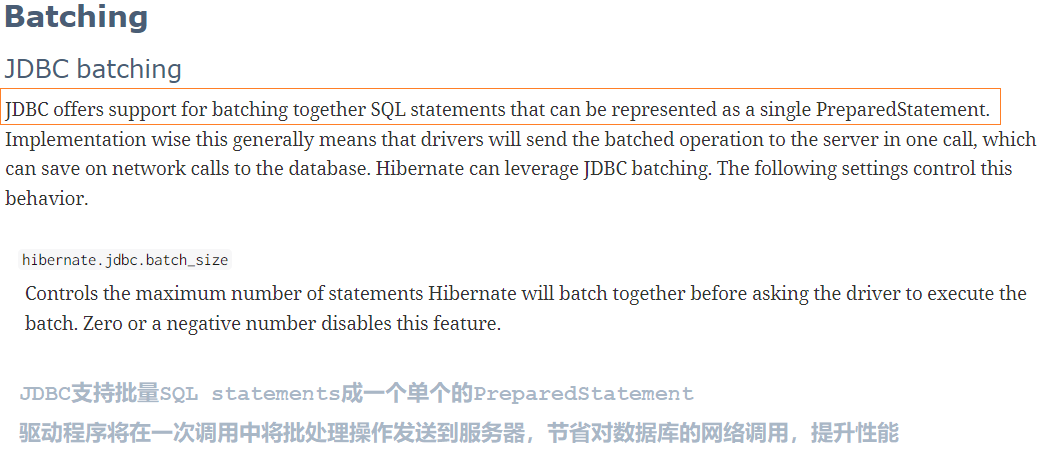 Batching
JDBC batching
JDBC offers support for batching together SQL statements that can be represented as a single PreparedStatement.
Implementation wise this generally means that drivers will send the batched operation to the server in one call, which
can save on network calls to the database. Hibernate can leverage JDBC batching. The following settings control this
behavior.
hibernate.jdbc.batch_size
Controls the maximum number of statements Hibernate will batch together before asking the driver to execute the
batch. Zero or a negative number disables this feature.
JDBC支持批量SQL statements成一个单个的PreparedStatement
驱动程序将在一次调用中将批处理操作发送到服务器，节省对数据库的网络调用，提升性能